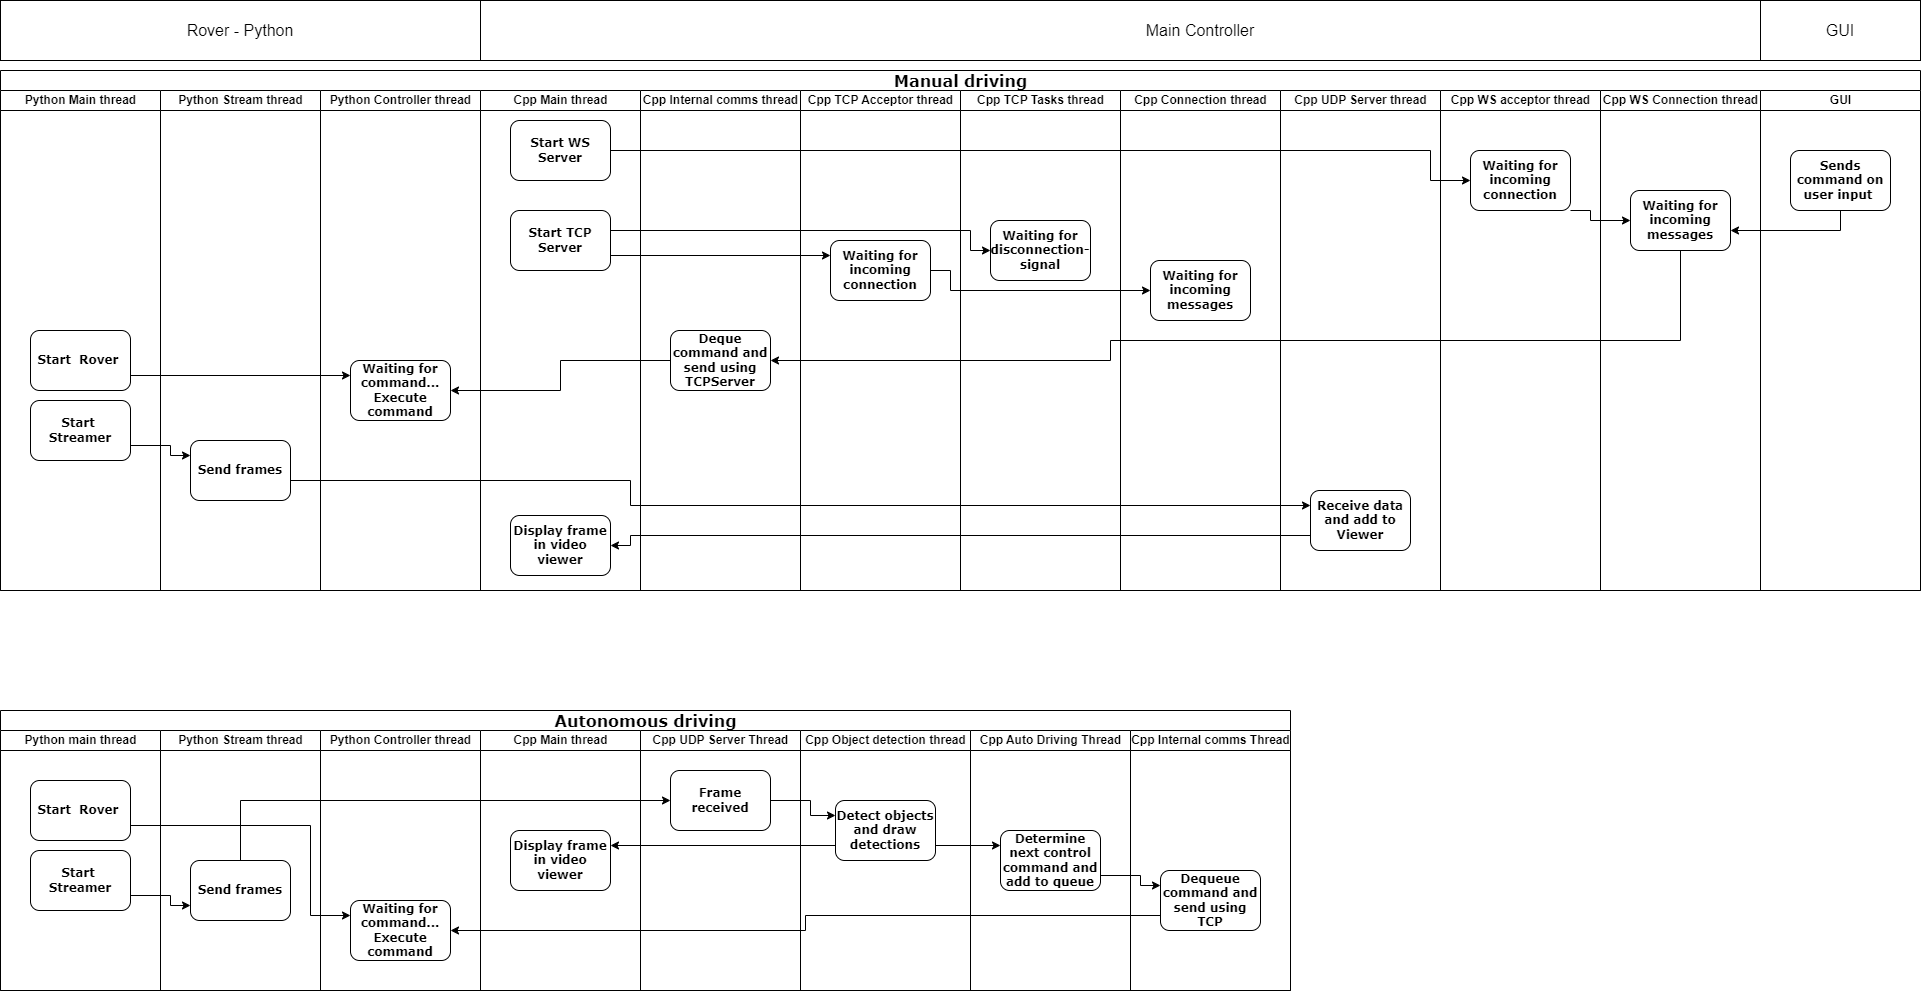 Rover - Python
Main Controller
GUI
Manual driving
Python Main thread
Python Stream thread
Python Controller thread
Cpp Main thread
Cpp Internal comms thread
Cpp TCP Acceptor thread
Cpp TCP Tasks thread
Cpp Connection thread
Cpp UDP Server thread
Cpp WS acceptor thread
Cpp WS Connection thread
GUI
Start WS
Server
Waiting for
incoming
connection
Sends
command on
user input
Waiting for
incoming
messages
Start TCP
Server
Waiting for
disconnection-
signal
Waiting for
incoming
connection
Waiting for
incoming
messages
Start Rover
Deque
command and
send using
TCPServer
Waiting for
command...
Execute
command
Start
Streamer
Send frames
Receive data
and add to
Viewer
Display frame
in video
viewer
Autonomous driving
Python main thread
Python Stream thread
Python Controller thread
Cpp Main thread
Cpp UDP Server Thread
Cpp Object detection thread
Cpp Auto Driving Thread
Cpp Internal comms Thread
Start Rover
Frame
received
Detect objects
and draw
detections
Display frame
in video
viewer
Determine
next control
command and
add to queue
Start
Streamer
Send frames
Dequeue
command and
send using
TCP
Waiting for
command...
Execute
command